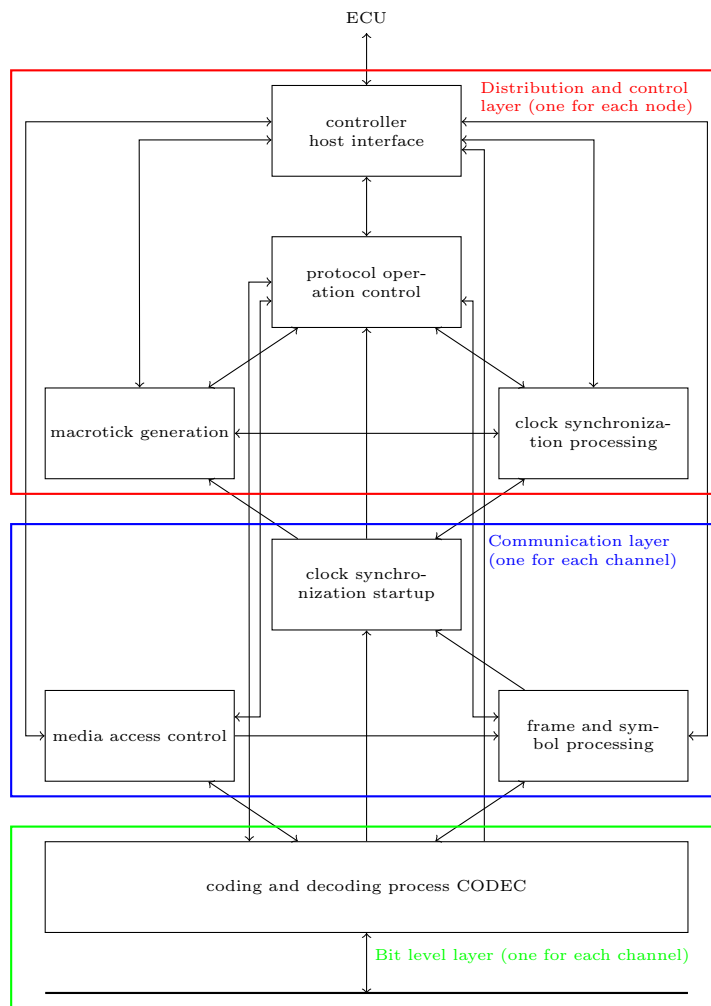 ECU
Distribution and control
layer (one for each node)
controller
host interface
protocol oper-
ation control
macrotick generation
clock synchroniza-
tion processing
Communication layer
(one for each channel)
clock synchro-
nization startup
media access control
frame and sym-
bol processing
coding and decoding process CODEC
Bit level layer (one for each channel)